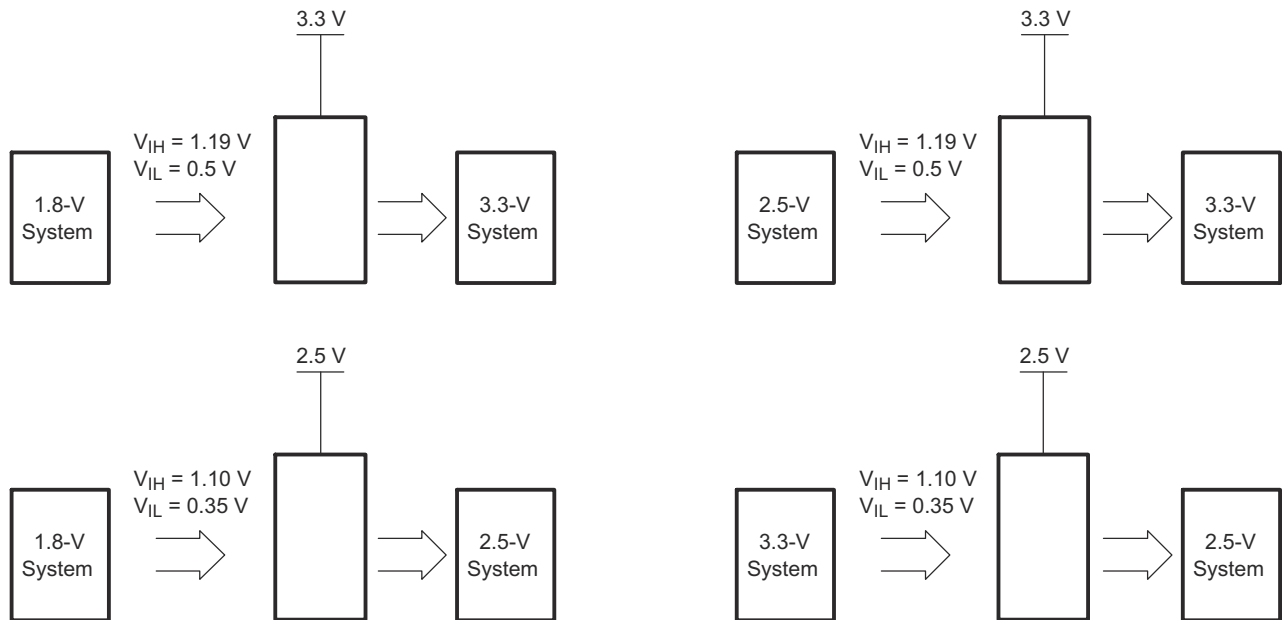 3.3 V
V_IH = 1.19 V
V_IL = 0.5 V
1.8-V
System
3.3-V
System
3.3 V
V_IH = 1.19 V
V_IL = 0.5 V
2.5-V
System
3.3-V
System
2.5 V
V_IH = 1.10 V
V_IL = 0.35 V
1.8-V
System
2.5-V
System
2.5 V
V_IH = 1.10 V
V_IL = 0.35 V
3.3-V
System
2.5-V
System